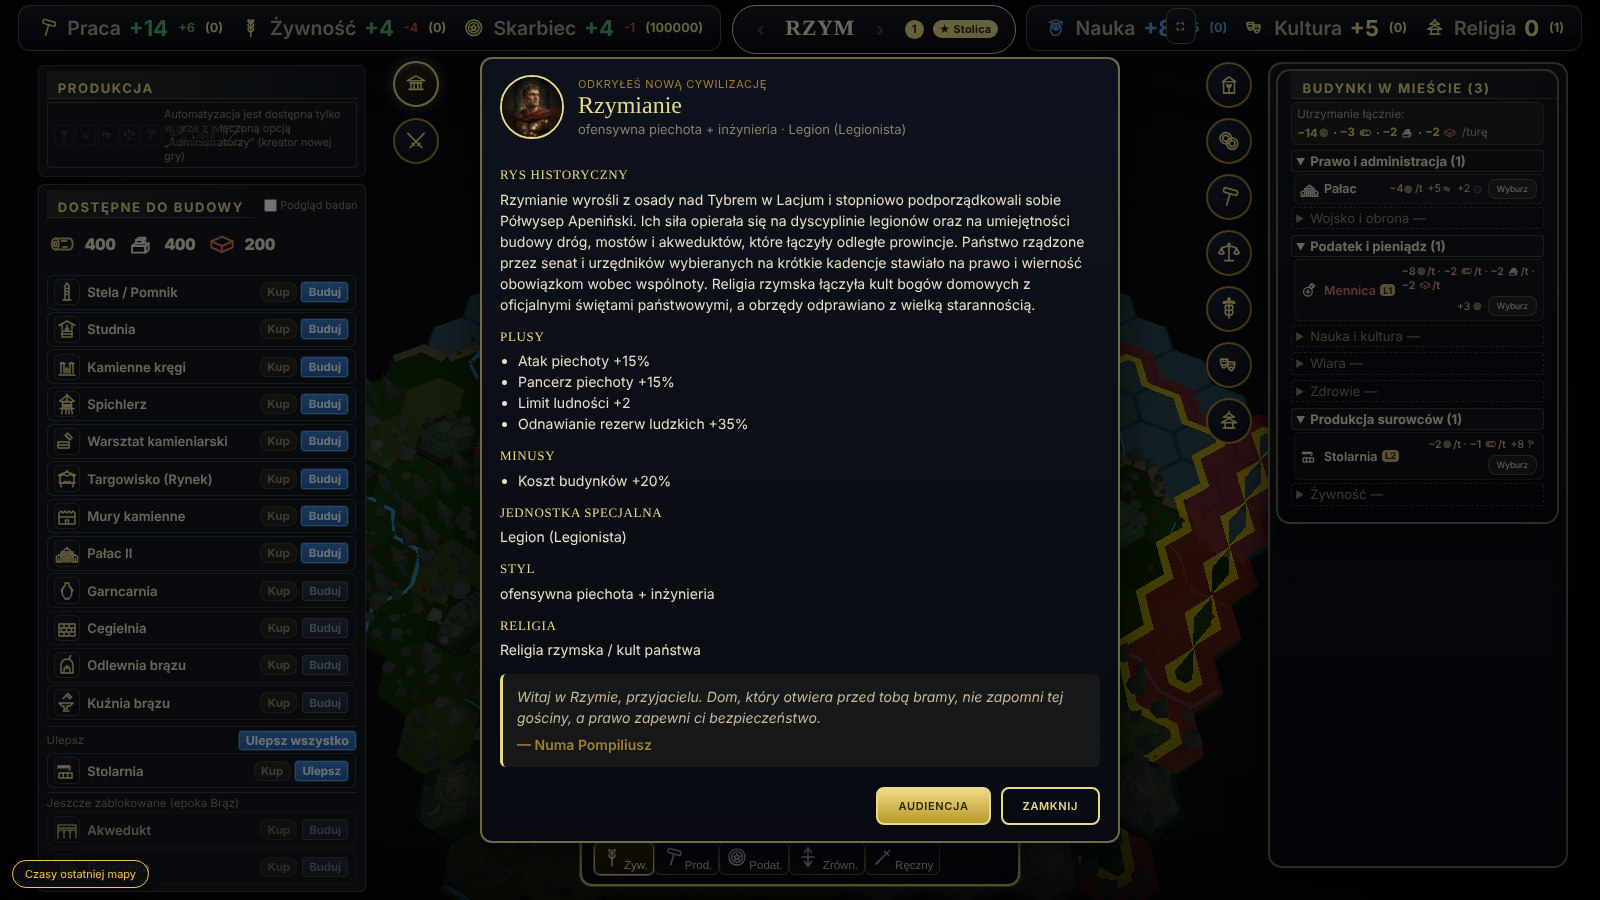 Praca +14 +6 (0)
Żywność +4 -4 (0)
Skarbiec +4 -1 (100000)
‹ RZYM › 1 ★ Stolica
Nauka (0)
Kultura +5 (0)
Religia 0 (1)
PRODUKCJA
Automatyzacja jest dostępna tylko
w grze z włączoną opcją
„Administratorzy” (kreator nowej
gry)
DOSTĘPNE DO BUDOWY
Podgląd badań
400 400 200
Stela / Pomnik Kup Buduj
Studnia Kup Buduj
Kamienne kręgi Kup Buduj
Spichlerz Kup Buduj
Warsztat kamieniarski Kup Buduj
Targowisko (Rynek) Kup Buduj
Mury kamienne Kup Buduj
Pałac II Kup Buduj
Garncarnia Kup Buduj
Cegielnia Kup Buduj
Odlewnia brązu Kup Buduj
Kuźnia brązu Kup Buduj
Ulepsz Ulepsz wszystko
Stolarnia Kup Ulepsz
Jeszcze zablokowane (epoka Brąz)
Akwedukt Kup Buduj
Kup Buduj
Czasy ostatniej mapy
ODKRYŁEŚ NOWĄ CYWILIZACJĘ
Rzymianie
ofensywna piechota + inżynieria · Legion (Legionista)
RYS HISTORYCZNY
Rzymianie wyrośli z osady nad Tybrem w Lacjum i stopniowo podporządkowali sobie
Półwysep Apeniński. Ich siła opierała się na dyscyplinie legionów oraz na umiejętności
budowy dróg, mostów i akweduktów, które łączyły odległe prowincje. Państwo rządzone
przez senat i urzędników wybieranych na krótkie kadencje stawiało na prawo i wierność
obowiązkom wobec wspólnoty. Religia rzymska łączyła kult bogów domowych z
oficjalnymi świętami państwowymi, a obrzędy odprawiano z wielką starannością.
PLUSY
• Atak piechoty +15%
• Pancerz piechoty +15%
• Limit ludności +2
• Odnawianie rezerw ludzkich +35%
MINUSY
• Koszt budynków +20%
JEDNOSTKA SPECJALNA
Legion (Legionista)
STYL
ofensywna piechota + inżynieria
RELIGIA
Religia rzymska / kult państwa
Witaj w Rzymie, przyjacielu. Dom, który otwiera przed tobą bramy, nie zapomni tej
gościny, a prawo zapewni ci bezpieczeństwo.
— Numa Pompiliusz
AUDIENCJA ZAMKNIJ
Żyw. Prod. Podat. Zrówn. Ręczny
BUDYNKI W MIEŚCIE (3)
Utrzymanie łącznie:
−14 · −3 · −2 · −2 /turę
▼ Prawo i administracja (1)
Pałac −4 /t +5 +2 Wyburz
▶ Wojsko i obrona —
▼ Podatek i pieniądz (1)
−8 /t · −2 /t · −2 /t ·
Mennica L1 −2 /t
+3 Wyburz
▶ Nauka i kultura —
▶ Wiara —
▶ Zdrowie —
▼ Produkcja surowców (1)
−2 /t · −1 /t +8
Stolarnia L2
Wyburz
▶ Żywność —